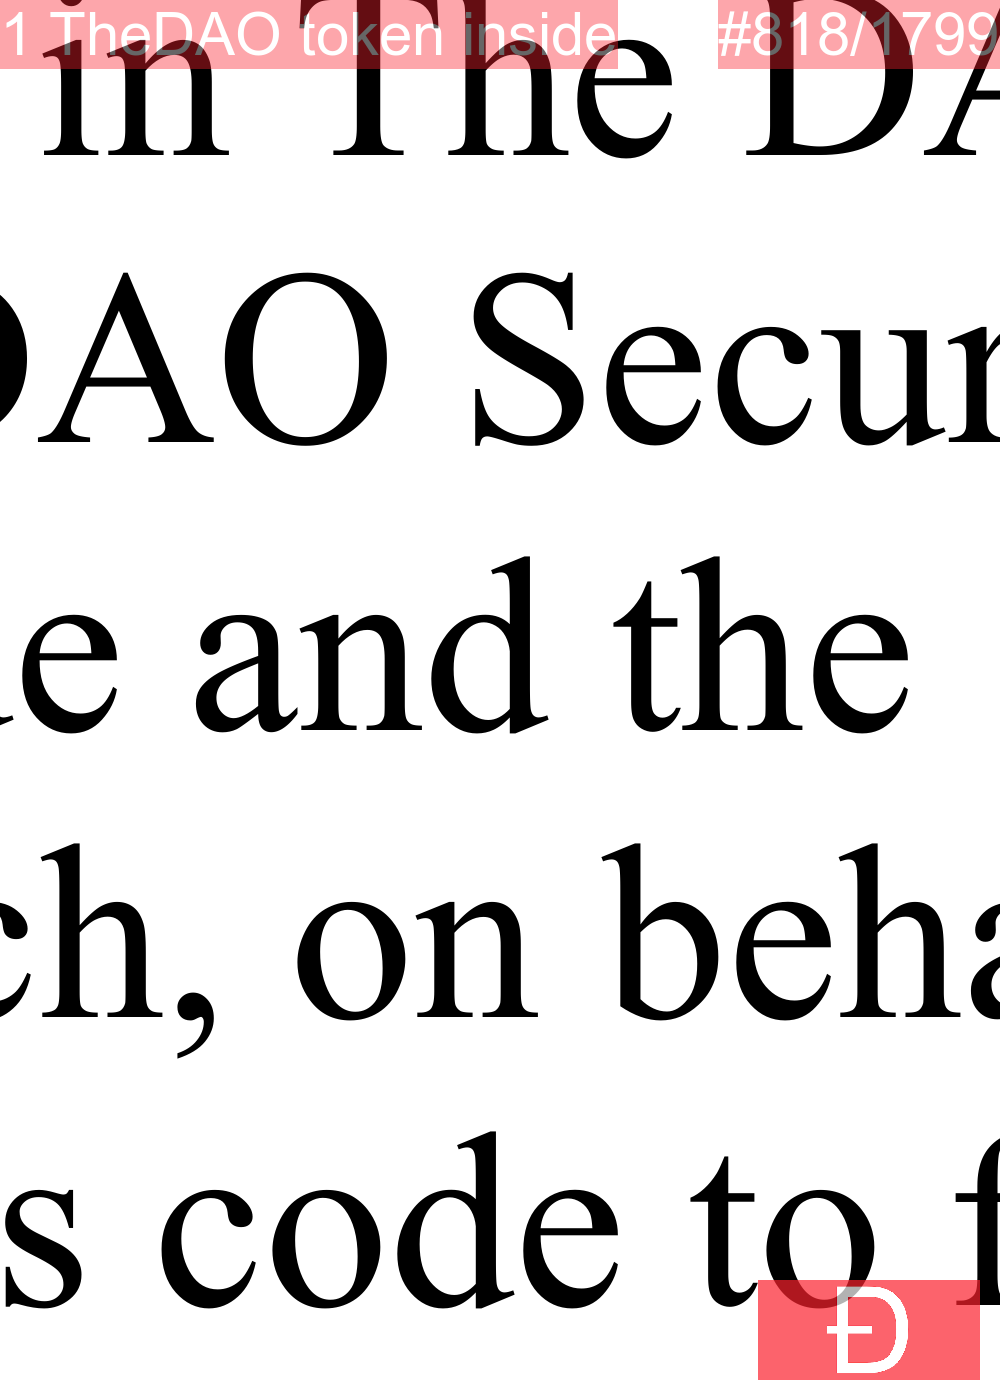 1 TheDAO token inside #818/1799
in The DA
DAO Secur
e and the
ch, on beha
s code to f
Đ